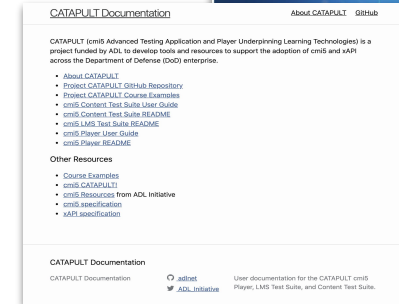 CATAPULT Documentation
About CATAPULT GitHub
CATAPULT (cmi5 Advanced Testing Application and Player Underpinning Learning Technologies) is a
project funded by ADL to develop tools and resources to support the adoption of cmi5 and xAPI
across the Department of Defense (DoD) enterprise.
About CATAPULT
Project CATAPULT GitHub Repository
Project CATAPULT Course Examples
cmi5 Content Test Suite User Guide
cmi5 Content Test Suite README
cmi5 LMS Test Suite README
cmi5 Player User Guide
cmi5 Player README
Other Resources
Course Examples
cmi5 CATAPULT!
cmi5 Resources from ADL Initiative
cmi5 specification
xAPI specification
CATAPULT Documentation
CATAPULT Documentation
adlnet
ADL_Initiative
User documentation for the CATAPULT cmi5
Player, LMS Test Suite, and Content Test Suite.